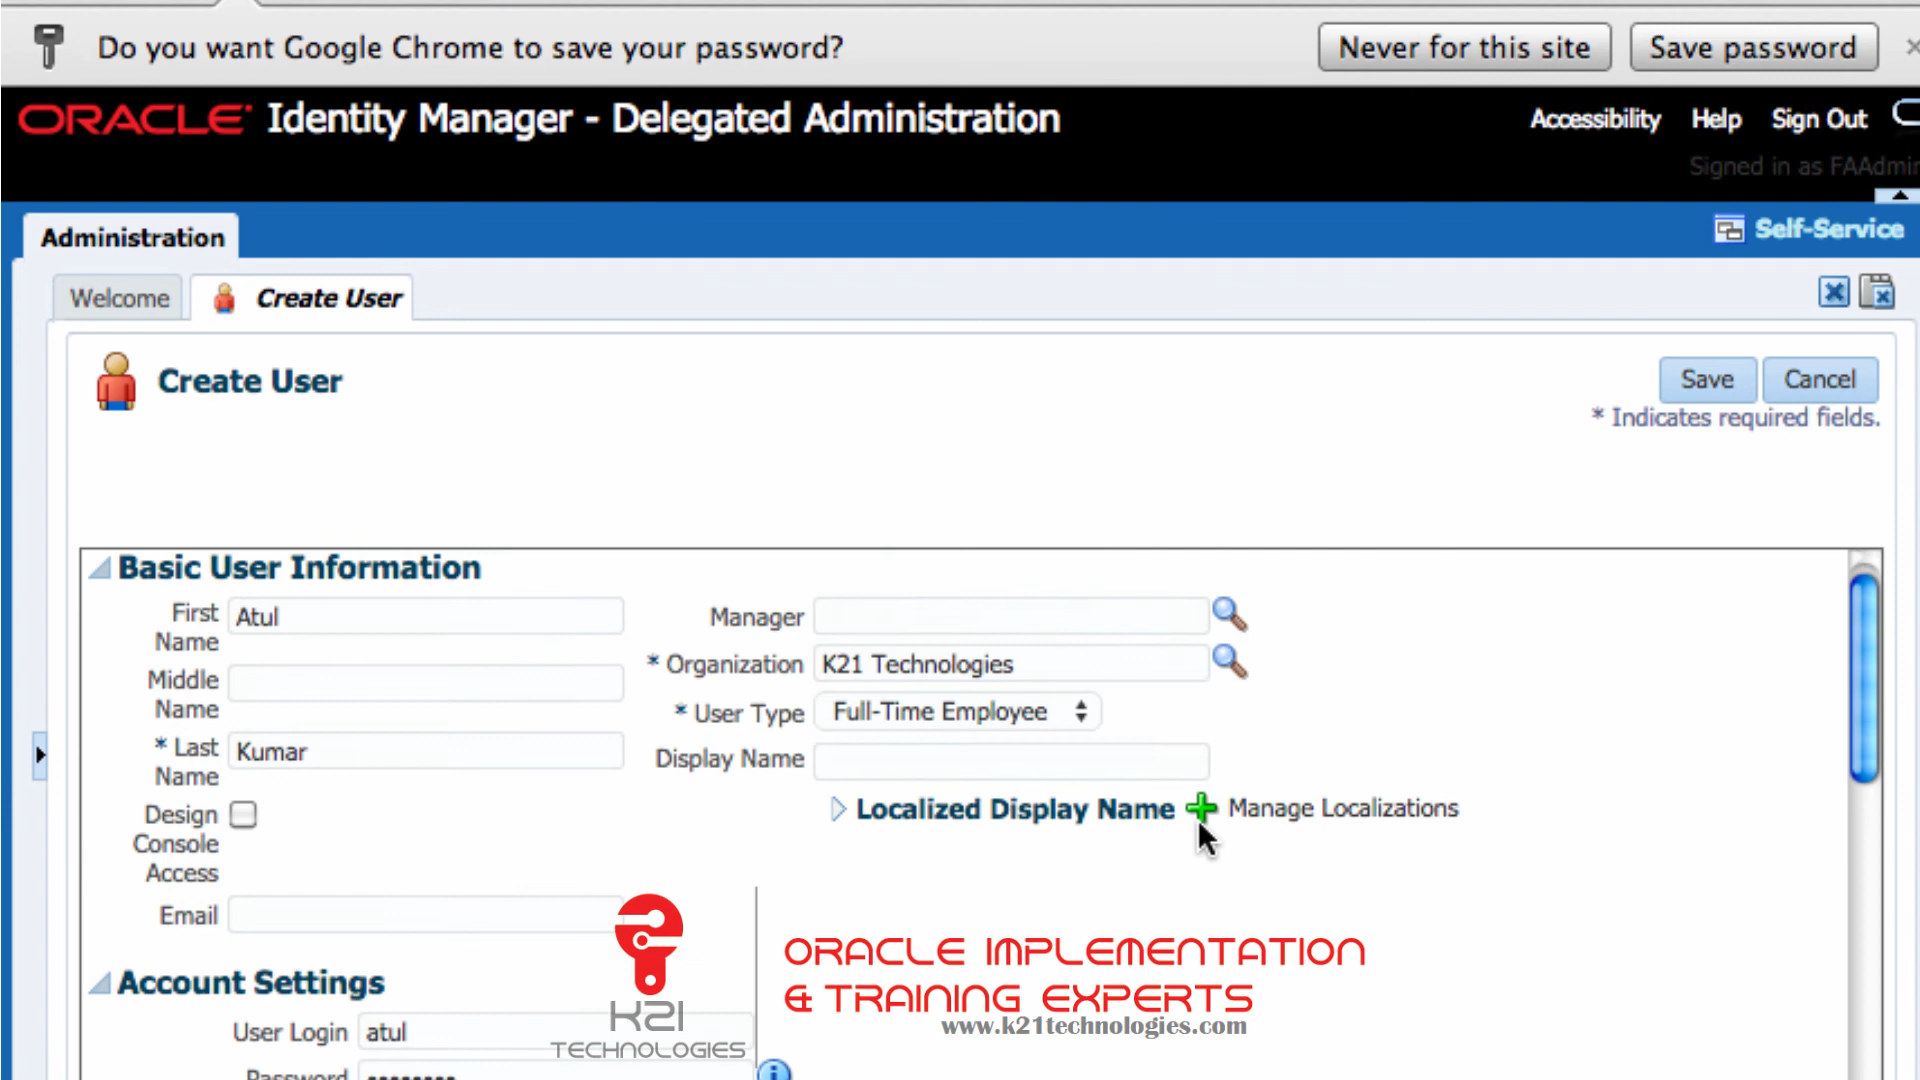 Do you want Google Chrome to save your password?
Never for this site
Save password
ORACLE Identity Manager - Delegated Administration
Accessibility Help Sign Out
Signed in as FAAdmin
Administration
Self-Service
Welcome
Create User
Create User
Save Cancel
* Indicates required fields.
Basic User Information
First Name Atul
Middle Name
* Last Name Kumar
Design Console Access
Email
Manager
* Organization K21 Technologies
* User Type Full-Time Employee
Display Name
Localized Display Name Manage Localizations
Account Settings
User Login atul
Password ••••••••
K21
TECHNOLOGIES
ORACLE IMPLEMENTATION
& TRAINING EXPERTS
www.k21technologies.com